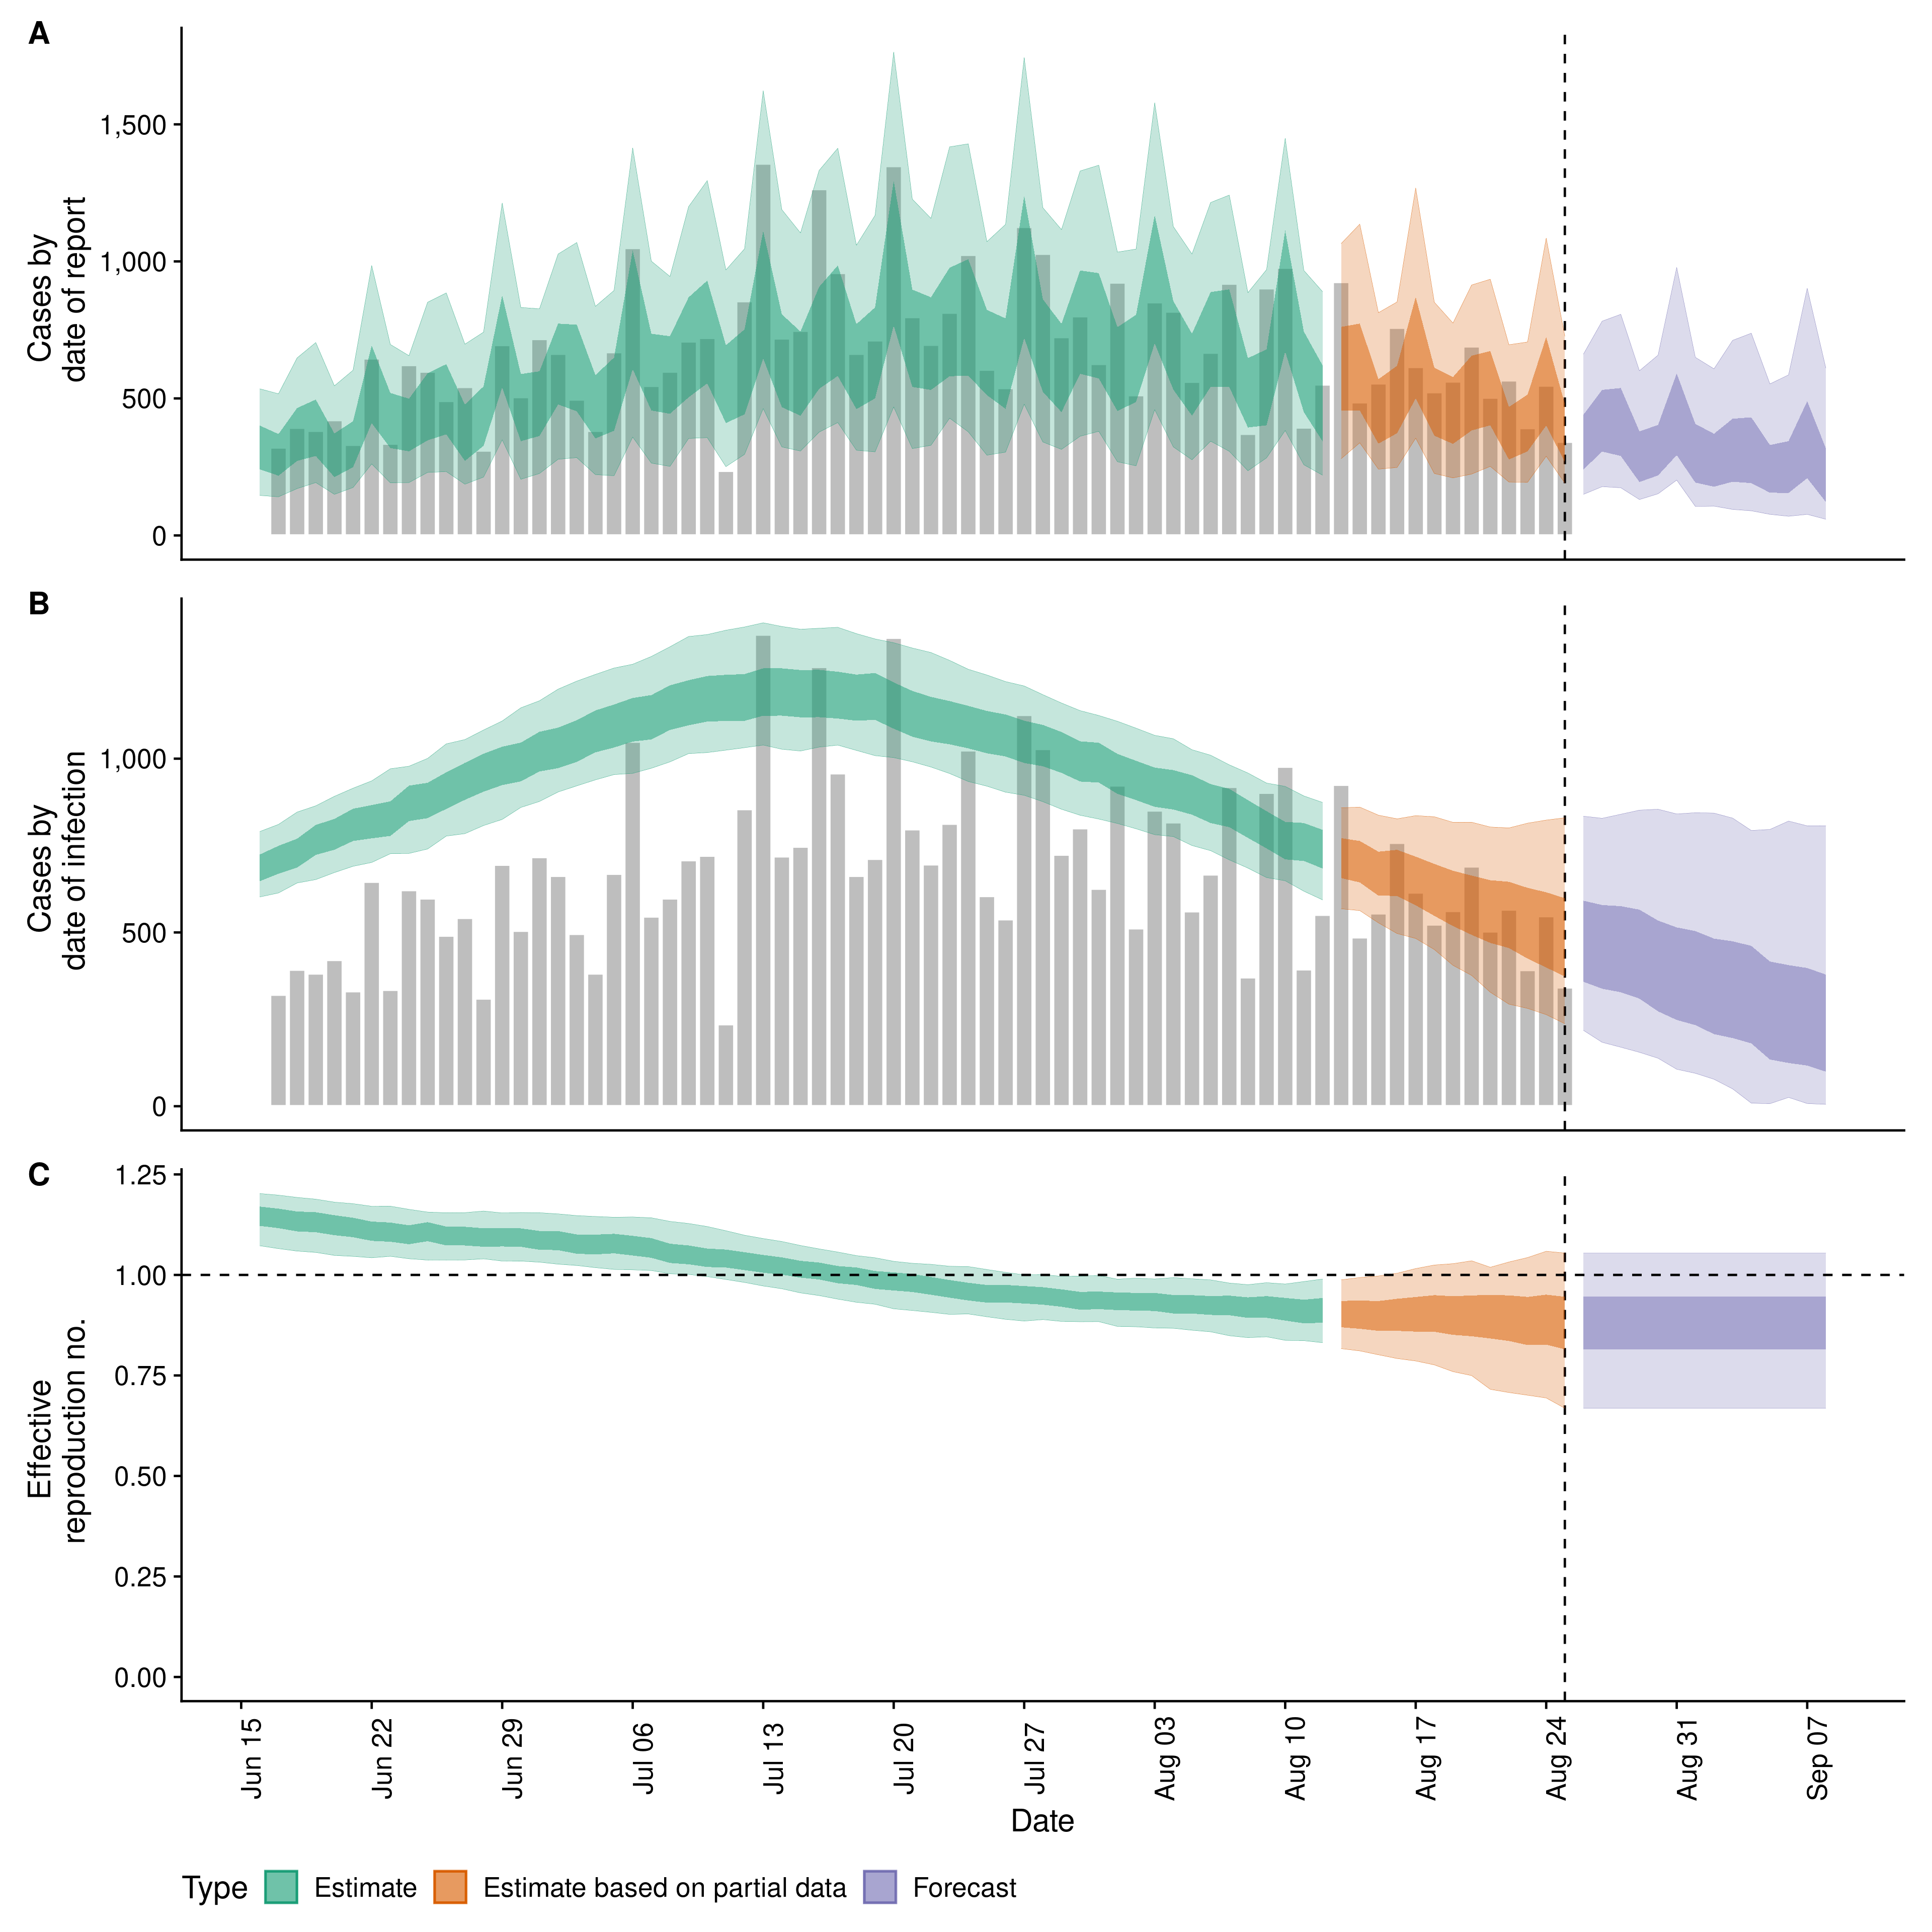 A
Cases by
date of report
1,500
1,000
500
0
B
Cases by
date of infection
1,000
500
0
C
Effective
reproduction no.
1.25
1.00
0.75
0.50
0.25
0.00
Jun 15
Jun 22
Jun 29
Jul 06
Jul 13
Jul 20
Jul 27
Aug 03
Aug 10
Aug 17
Aug 24
Aug 31
Sep 07
Date
Type Estimate Estimate based on partial data Forecast